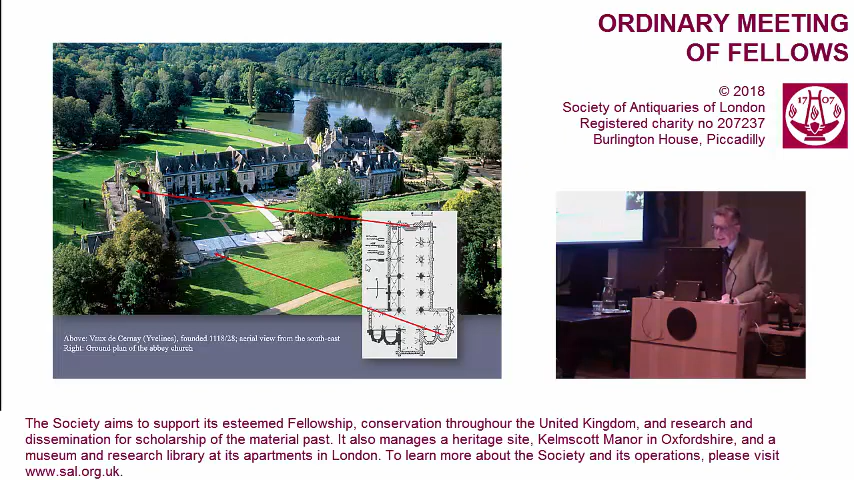 ORDINARY MEETING
OF FELLOWS
© 2018
Society of Antiquaries of London
Registered charity no 207237
Burlington House, Piccadilly
17 07
Above: Vaux de Cernay (Yvelines), founded 1118/28; aerial view from the south-east
Right: Ground plan of the abbey church
The Society aims to support its esteemed Fellowship, conservation throughour the United Kingdom, and research and
dissemination for scholarship of the material past. It also manages a heritage site, Kelmscott Manor in Oxfordshire, and a
museum and research library at its apartments in London. To learn more about the Society and its operations, please visit
www.sal.org.uk.